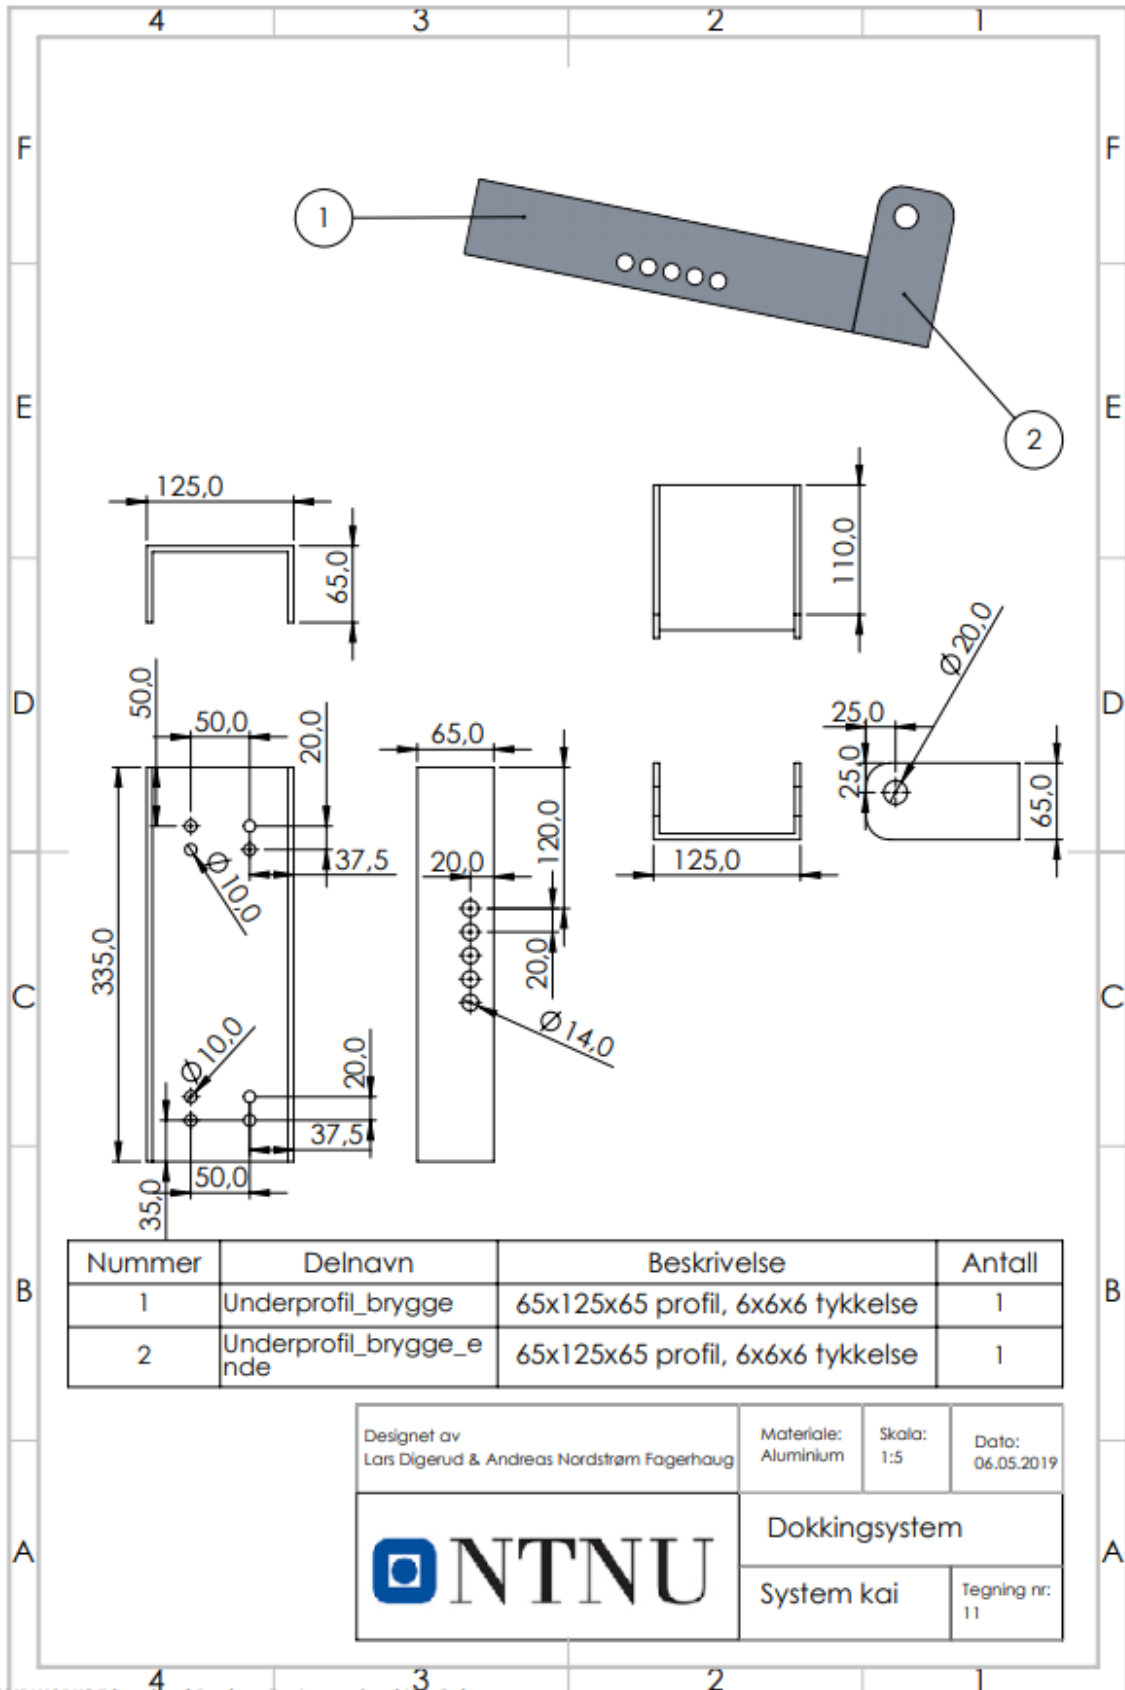 4 3 2 1
F F
1
E E
2
125,0
65,0
110,0
Ø 20,0
D D
50,0
50,0
20,0
65,0
25,0
25,0
65,0
37,5
Ø 10,0
20,0
120,0
125,0
335,0
20,0
C C
Ø 14,0
Ø 10,0
20,0
37,5
50,0
35,0
Nummer Delnavn Beskrivelse Antall
B B
1 Underprofil_brygge 65x125x65 profil, 6x6x6 tykkelse 1
2 Underprofil_brygge_e
nde 65x125x65 profil, 6x6x6 tykkelse 1
Designet av
Lars Digerud & Andreas Nordstrøm Fagerhaug
Materiale:
Aluminium
Skala:
1:5
Dato:
06.05.2019
A A
NTNU
Dokkingsystem
System kai
Tegning nr:
11
4 3 2 1